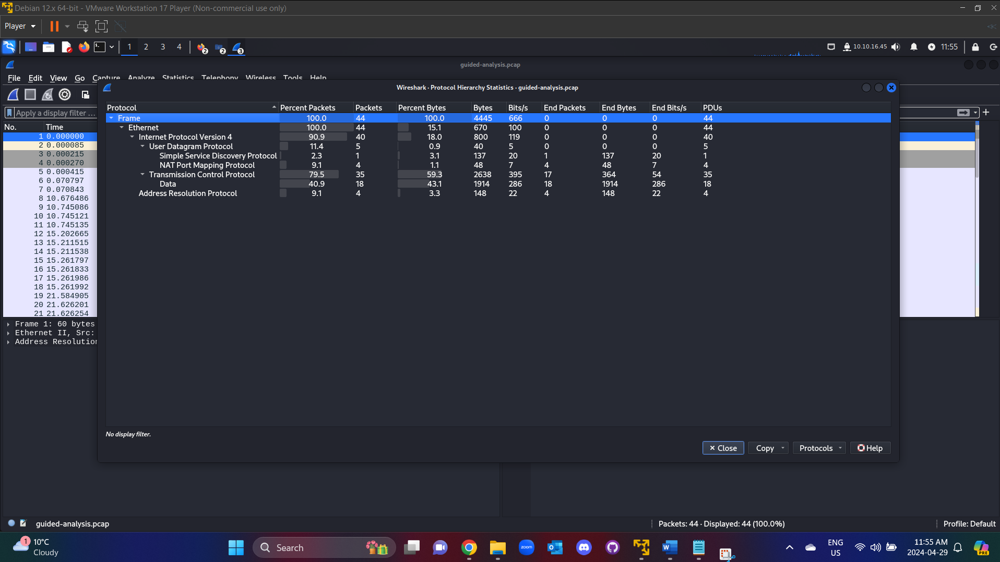 Debian 12.x 64-bit - VMware Workstation 17 Player (Non-commercial use only)
Player
1 2 3 4 2 2 3 10.10.16.45 11:55
guided-analysis.pcap
File Edit View Go Capture Analyze Statistics Telephony Wireless Tools Help
Wireshark · Protocol Hierarchy Statistics · guided-analysis.pcap
Apply a display filter ...
No. Time
1 0.000000
2 0.000085
3 0.000215
4 0.000270
5 0.000415
6 0.070797
7 0.070843
8 10.676486
9 10.745086
10 10.745121
11 10.745135
12 15.202665
13 15.211515
14 15.211538
15 15.261797
16 15.261833
17 15.261986
18 15.261992
19 21.584905
20 21.626201
21 21.626254
Protocol Percent Packets Packets Percent Bytes Bytes Bits/s End Packets End Bytes End Bits/s PDUs
Frame 100.0 44 100.0 4445 666 0 0 0 44
Ethernet 100.0 44 15.1 670 100 0 0 0 44
Internet Protocol Version 4 90.9 40 18.0 800 119 0 0 0 40
User Datagram Protocol 11.4 5 0.9 40 5 0 0 0 5
Simple Service Discovery Protocol 2.3 1 3.1 137 20 1 137 20 1
NAT Port Mapping Protocol 9.1 4 1.1 48 7 4 48 7 4
Transmission Control Protocol 79.5 35 59.3 2638 395 17 364 54 35
Data 40.9 18 43.1 1914 286 18 1914 286 18
Address Resolution Protocol 9.1 4 3.3 148 22 4 148 22 4
Frame 1: 60 bytes
Ethernet II, Src:
Address Resolution
No display filter.
Close Copy Protocols Help
guided-analysis.pcap Packets: 44 · Displayed: 44 (100.0%) Profile: Default
1 10°C
Cloudy
Search
zoom
ENG
US
11:55 AM
2024-04-29
PRE